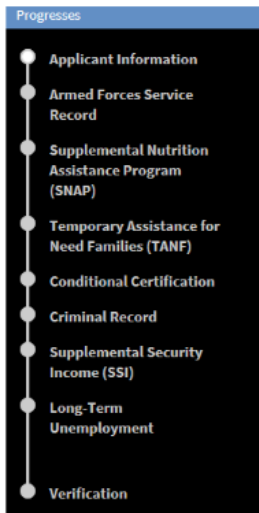 Progresses
Applicant Information
Armed Forces Service
Record
Supplemental Nutrition
Assistance Program
(SNAP)
Temporary Assistance for
Need Families (TANF)
Conditional Certification
Criminal Record
Supplemental Security
Income (SSI)
Long-Term
Unemployment
Verification